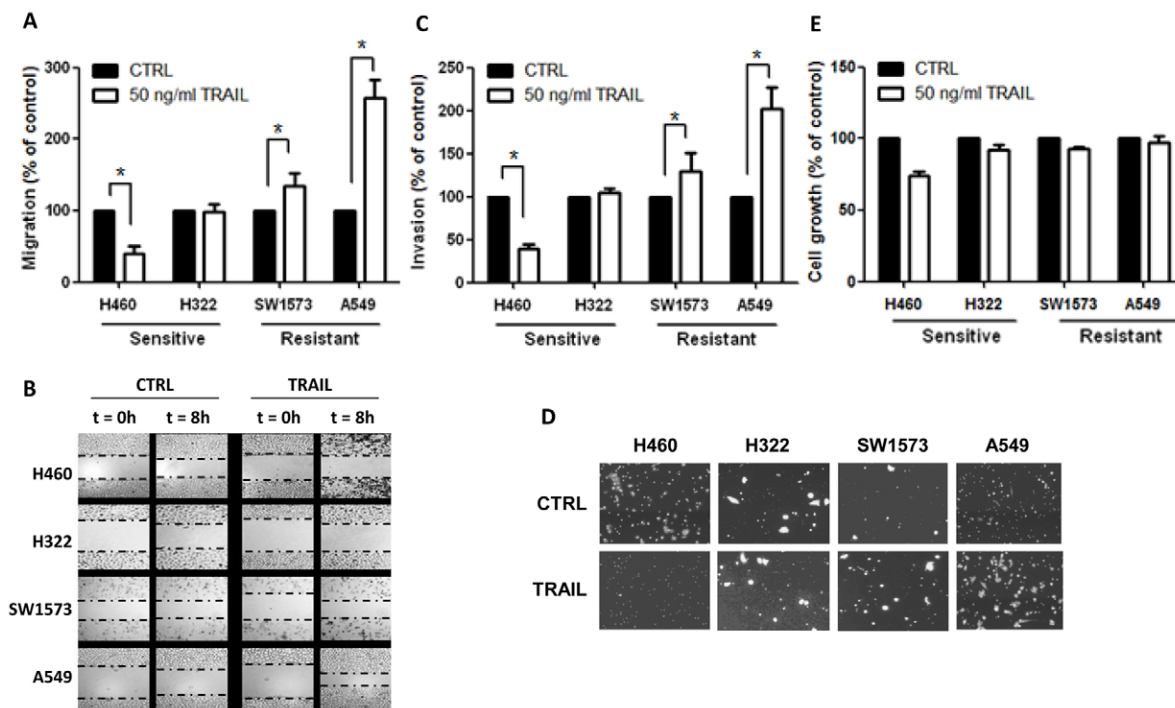 A
Migration (% of control)
300
200
100
0
CTRL
50 ng/ml TRAIL
*
*
*
H460 H322 SW1573 A549
Sensitive Resistant
C
Invasion (% of control)
250
200
150
100
50
0
CTRL
50 ng/ml TRAIL
*
*
*
H460 H322 SW1573 A549
Sensitive Resistant
E
Cell growth (% of control)
150
100
50
0
CTRL
50 ng/ml TRAIL
H460 H322 SW1573 A549
Sensitive Resistant
B
CTRL TRAIL
t = 0h t = 8h t = 0h t = 8h
H460
H322
SW1573
A549
D
H460 H322 SW1573 A549
CTRL
TRAIL